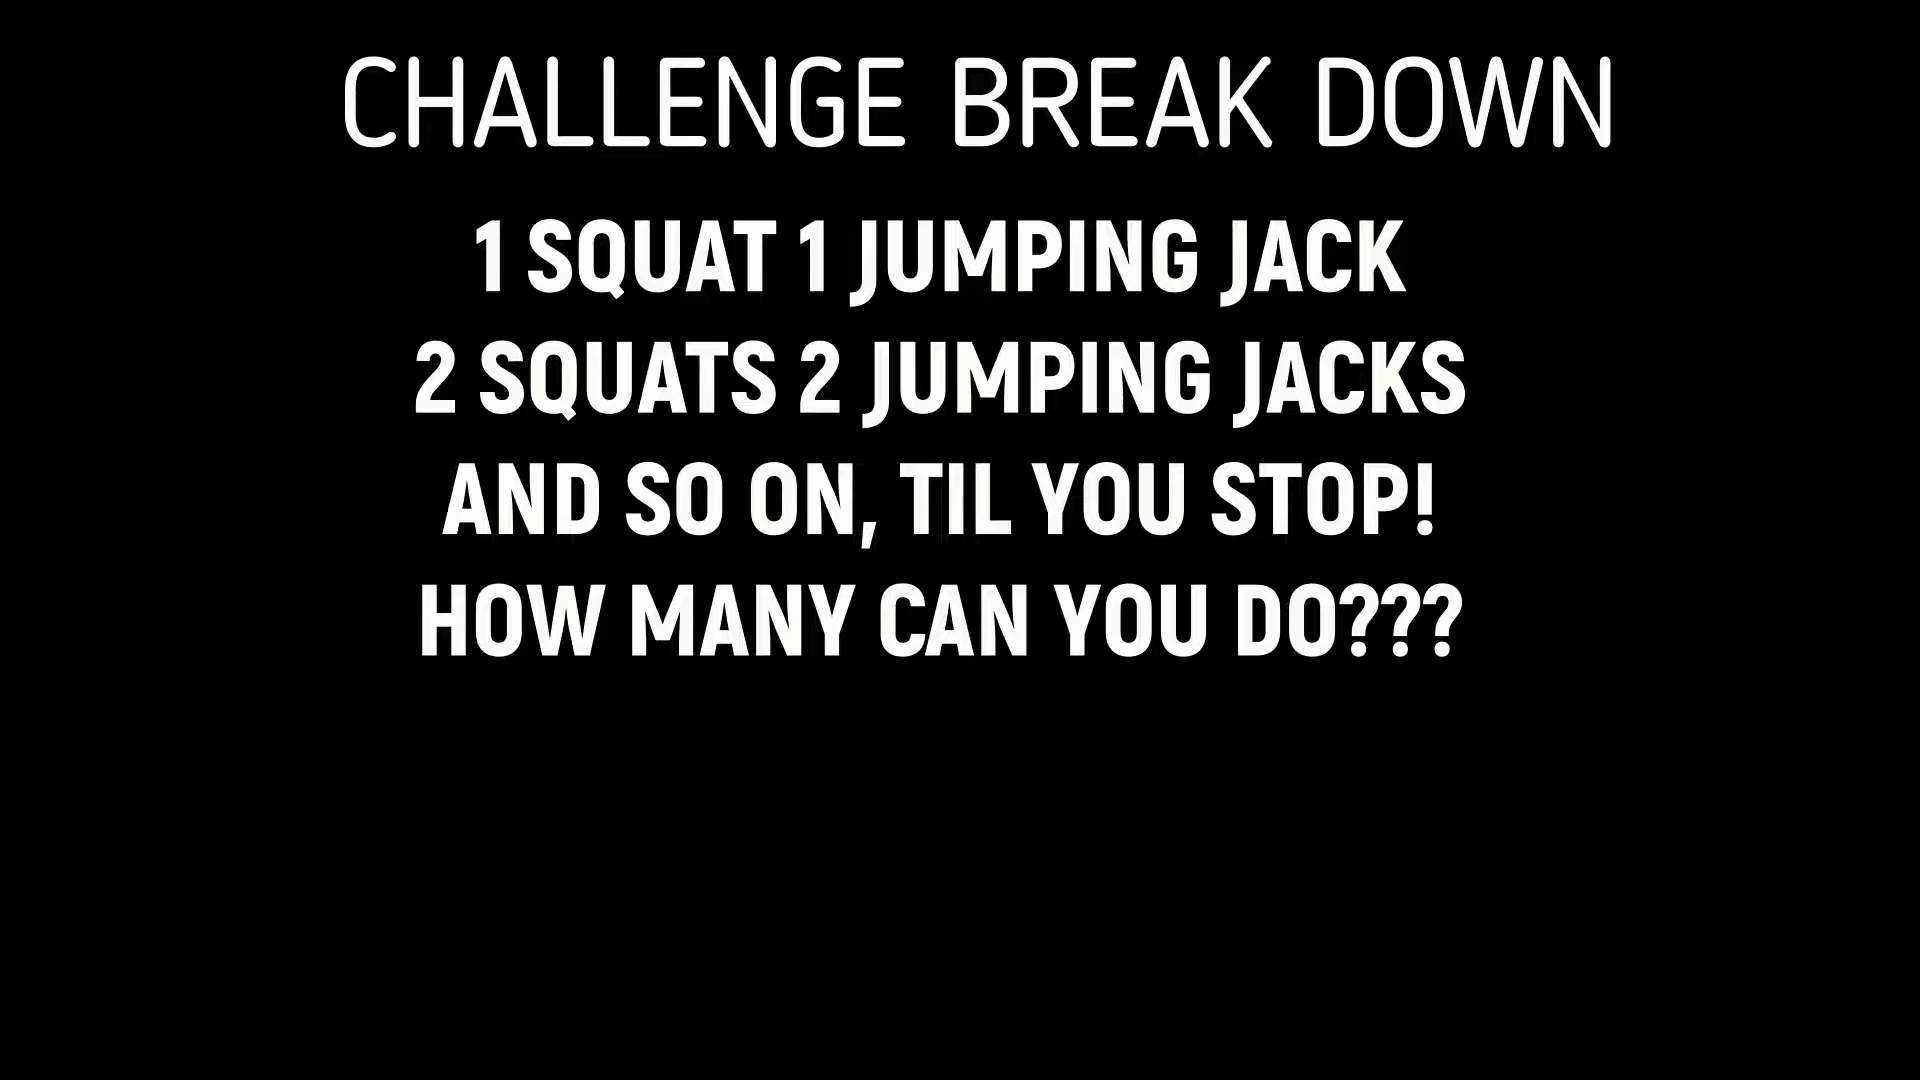 CHALLENGE BREAK DOWN
1 SQUAT 1 JUMPING JACK
2 SQUATS 2 JUMPING JACKS
AND SO ON, TIL YOU STOP!
HOW MANY CAN YOU DO???